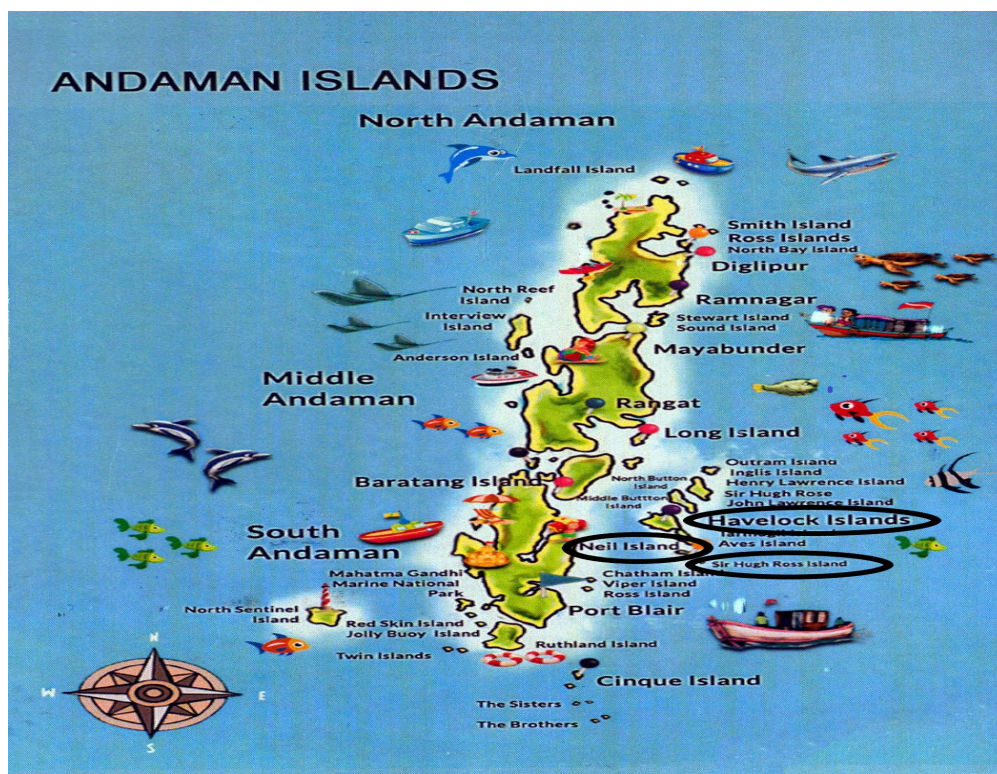 ANDAMAN ISLANDS
North Andaman
Landfall Island
Smith Island
Ross Islands
North Bay Island
Diglipur
North Reef
Island
Ramnagar
Interview
Island
Stewart Island
Sound Island
Anderson Island
Mayabunder
Middle
Andaman
Rangat
Long Island
Baratang Island
North Button
Island
Middle Buttton
Island
Outram Island
Inglis Island
Henry Lawrence Island
Sir Hugh Rose
John Lawrence Island
Havelock Islands
South
Andaman
Neil Island
Aves Island
Sir Hugh Ross Island
Mahatma Gandhi
Marine National
Park
Chatham Island
Viper Island
Ross Island
North Sentinel
Island
Port Blair
Red Skin Island
Jolly Buoy Island
Twin Islands
Ruthland Island
Cinque Island
The Sisters
The Brothers
N
W
E
S